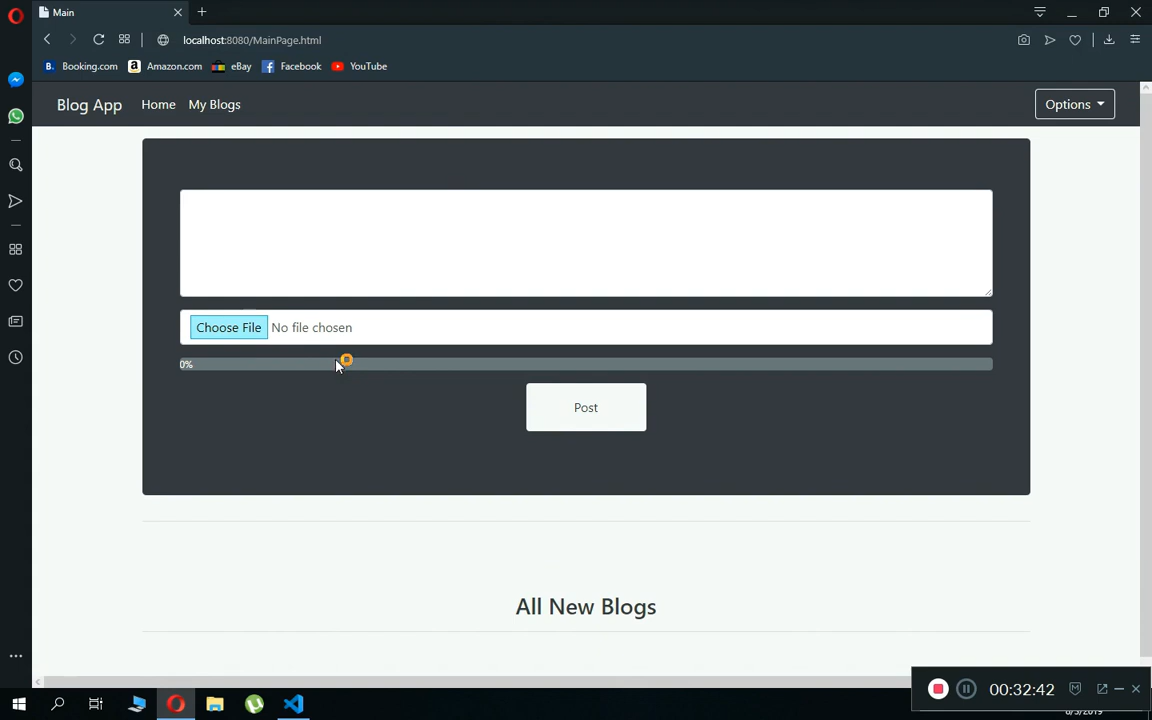 Main
localhost:8080/MainPage.html
B. Booking.com a Amazon.com eBay Facebook YouTube
Blog App Home My Blogs Options
Choose File No file chosen
0%
Post
All New Blogs
00:32:42